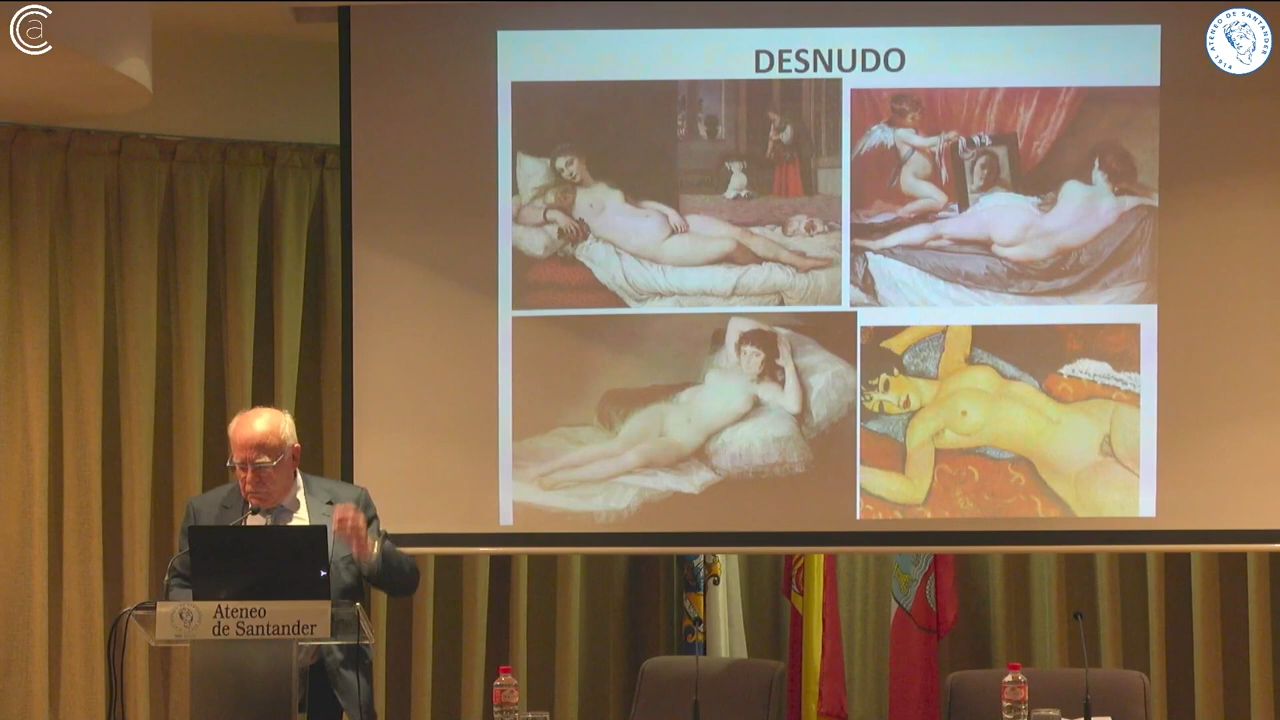 DESNUDO
ATENEO DE SANTANDER
1914
Ateneo
de Santander